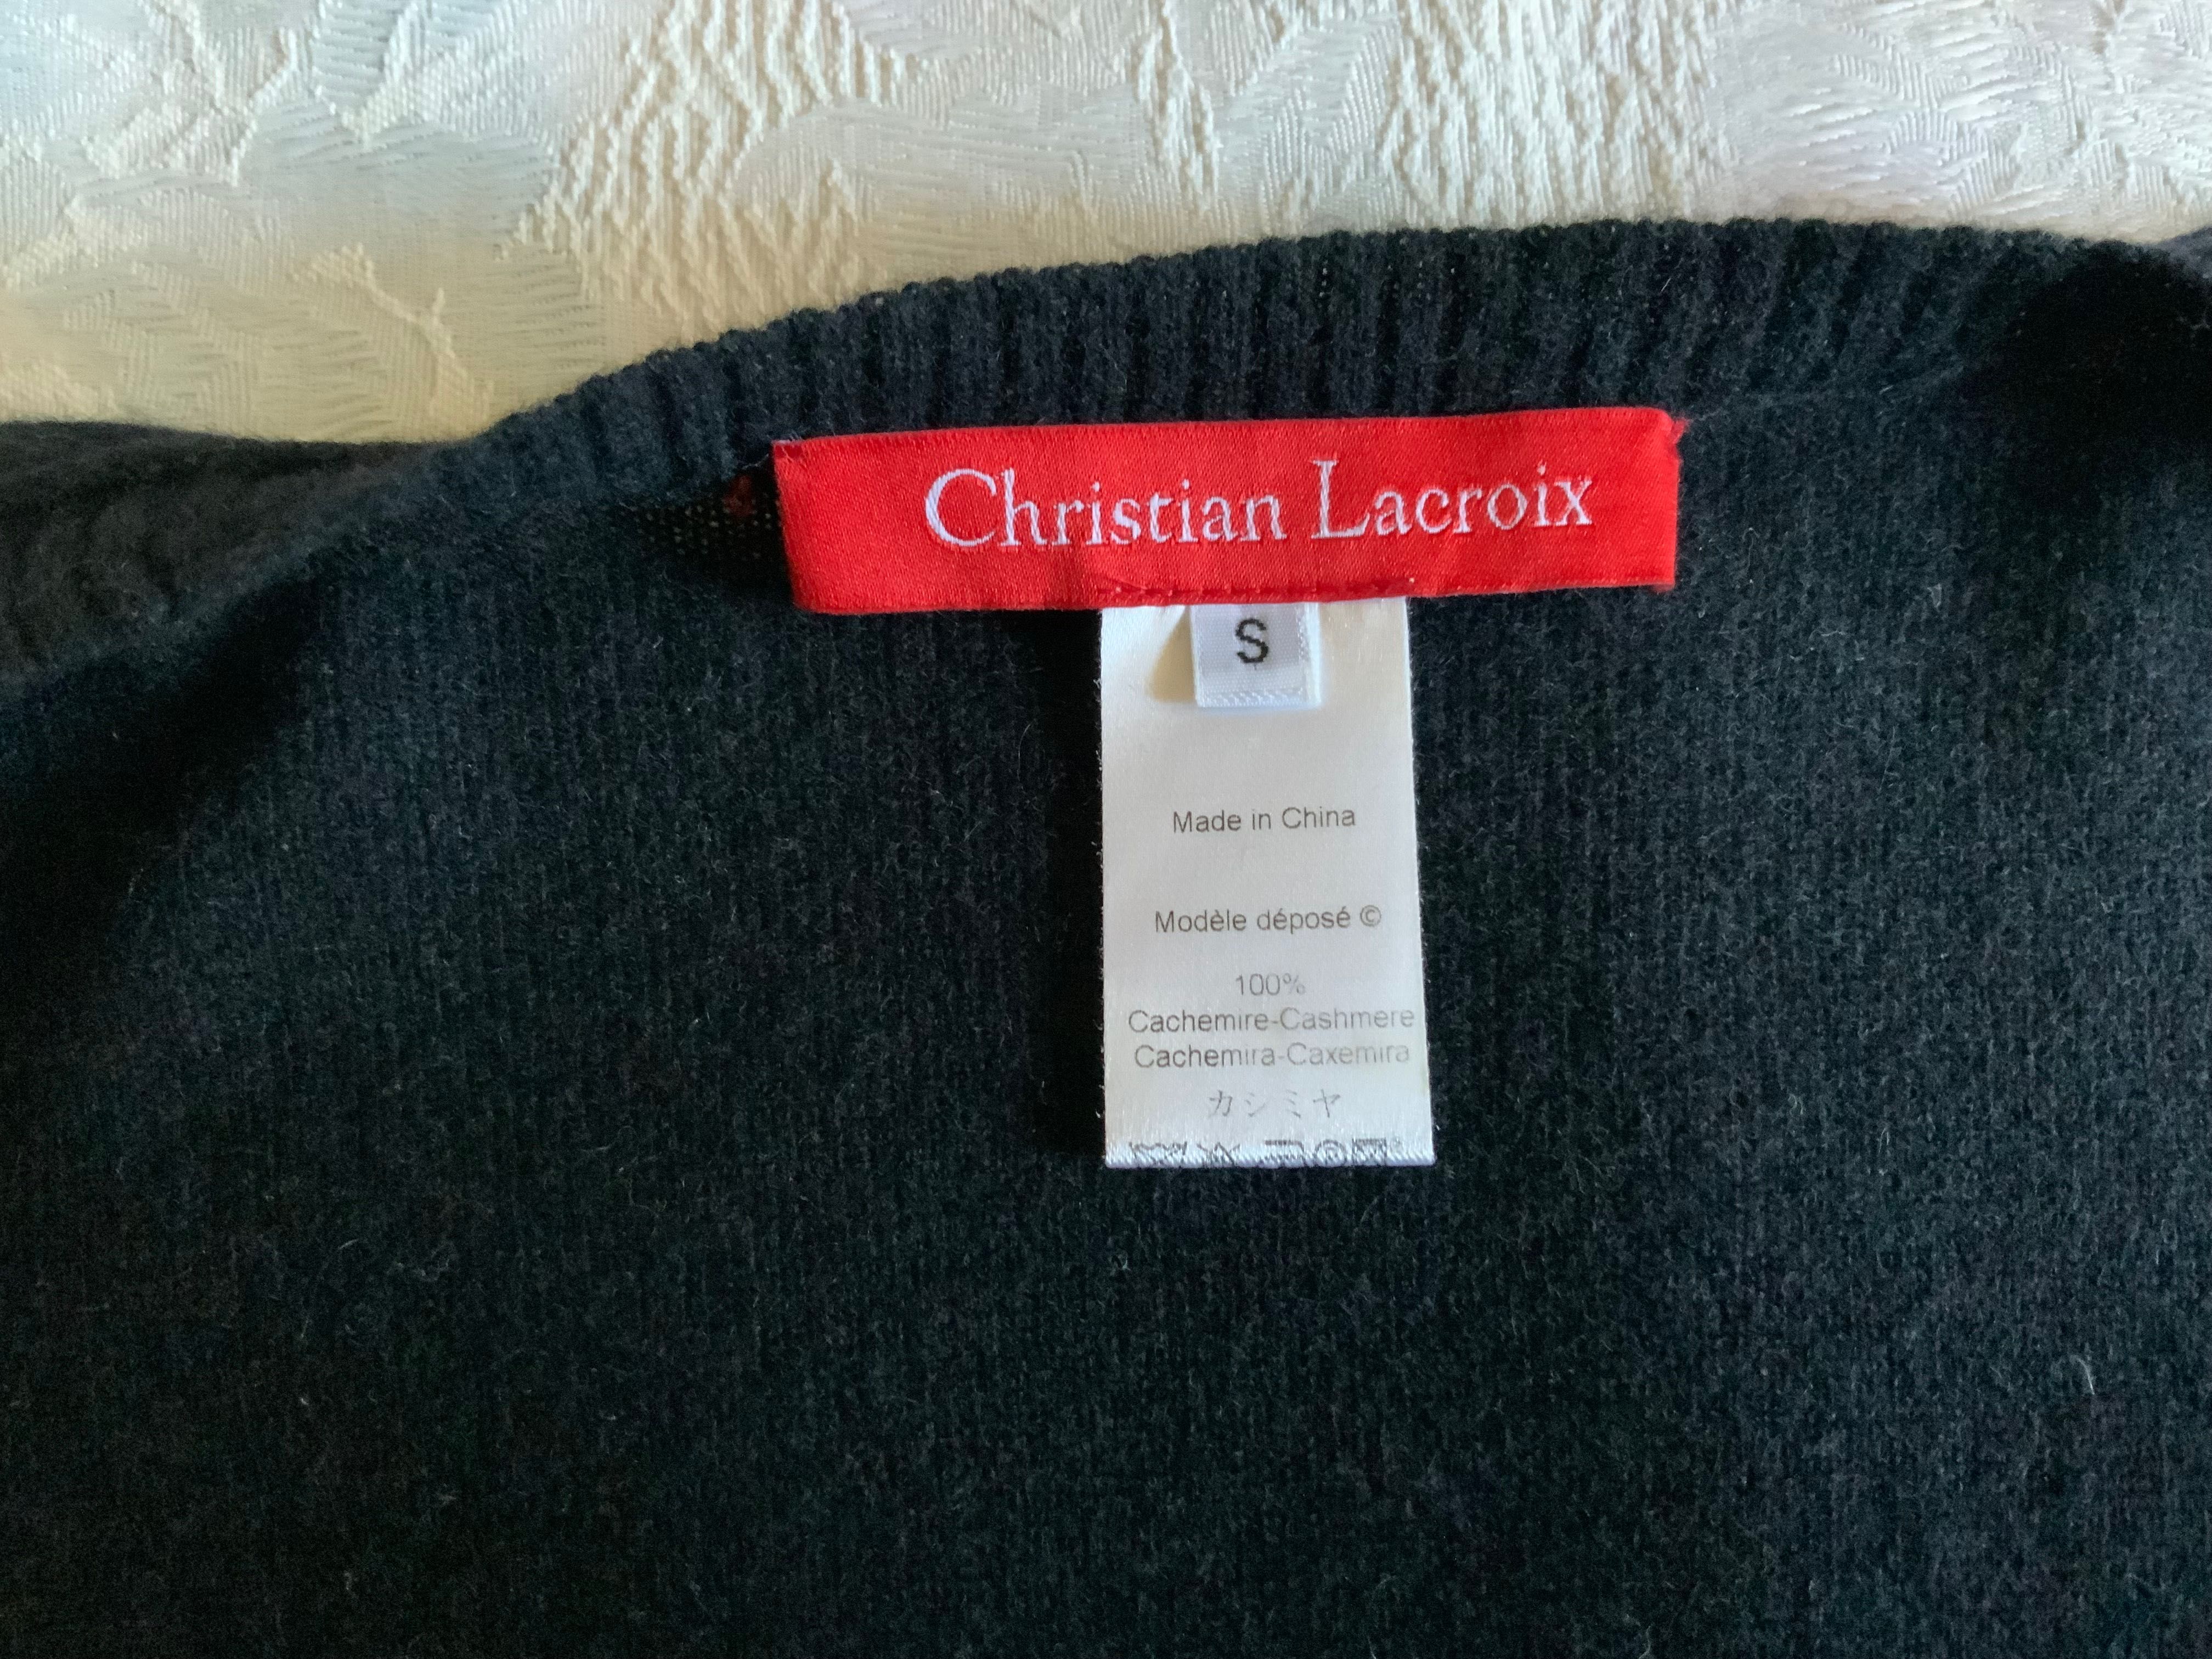 Christian Lacroix
S
Made in China
Modèle déposé ©
100%
Cachemire-Cashmere
Cachemira-Caxemira
カシミヤ